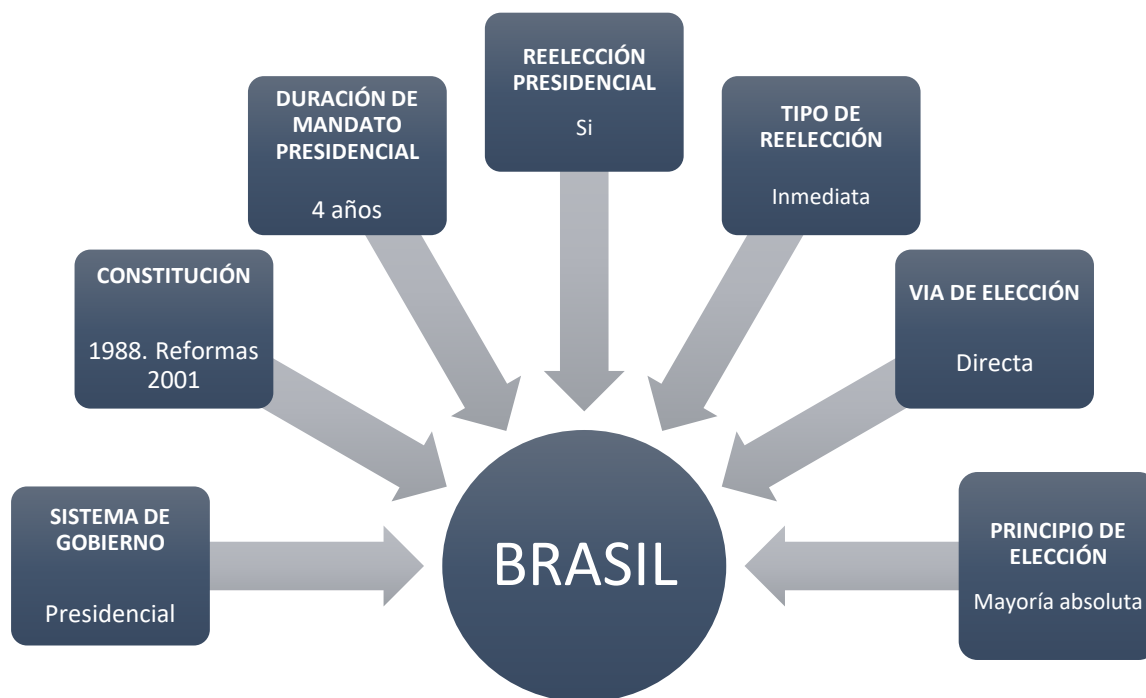 SISTEMA DE
GOBIERNO
Presidencial
CONSTITUCIÓN
1988. Reformas
2001
DURACIÓN DE
MANDATO
PRESIDENCIAL
4 años
REELECCIÓN
PRESIDENCIAL
Si
TIPO DE
REELECCIÓN
Inmediata
VIA DE ELECCIÓN
Directa
PRINCIPIO DE
ELECCIÓN
Mayoría absoluta
BRASIL